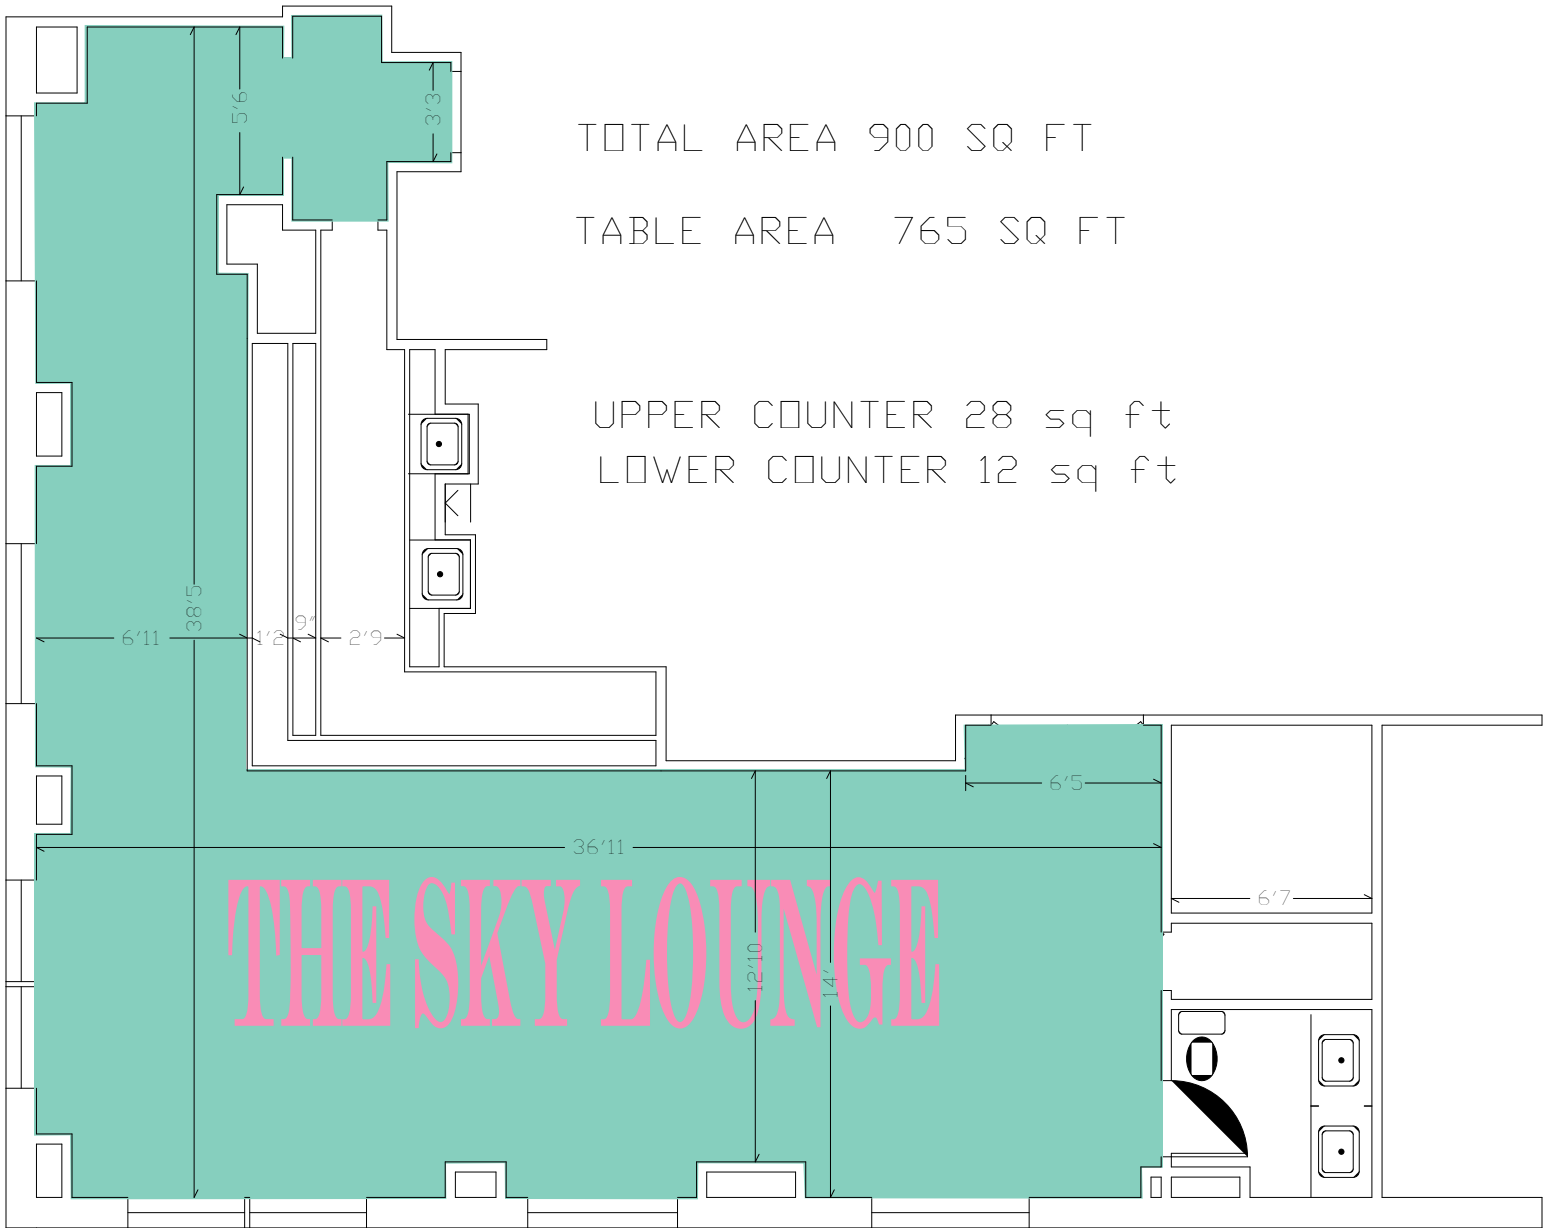 5'6
3'3
TOTAL AREA 900 SQ FT
TABLE AREA 765 SQ FT
UPPER COUNTER 28 sq ft
LOWER COUNTER 12 sq ft
38'5
6'11
1'2
9"
2'9
6'5
36'11
6'7
THE SKY LOUNGE
12'10
14'